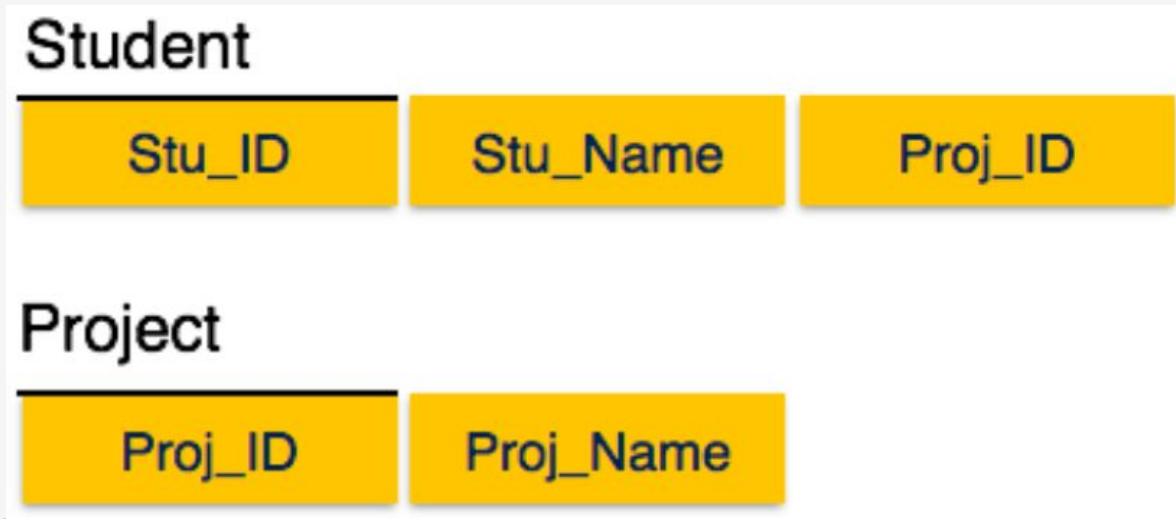 Student
Stu_ID Stu_Name Proj_ID
Project
Proj_ID Proj_Name